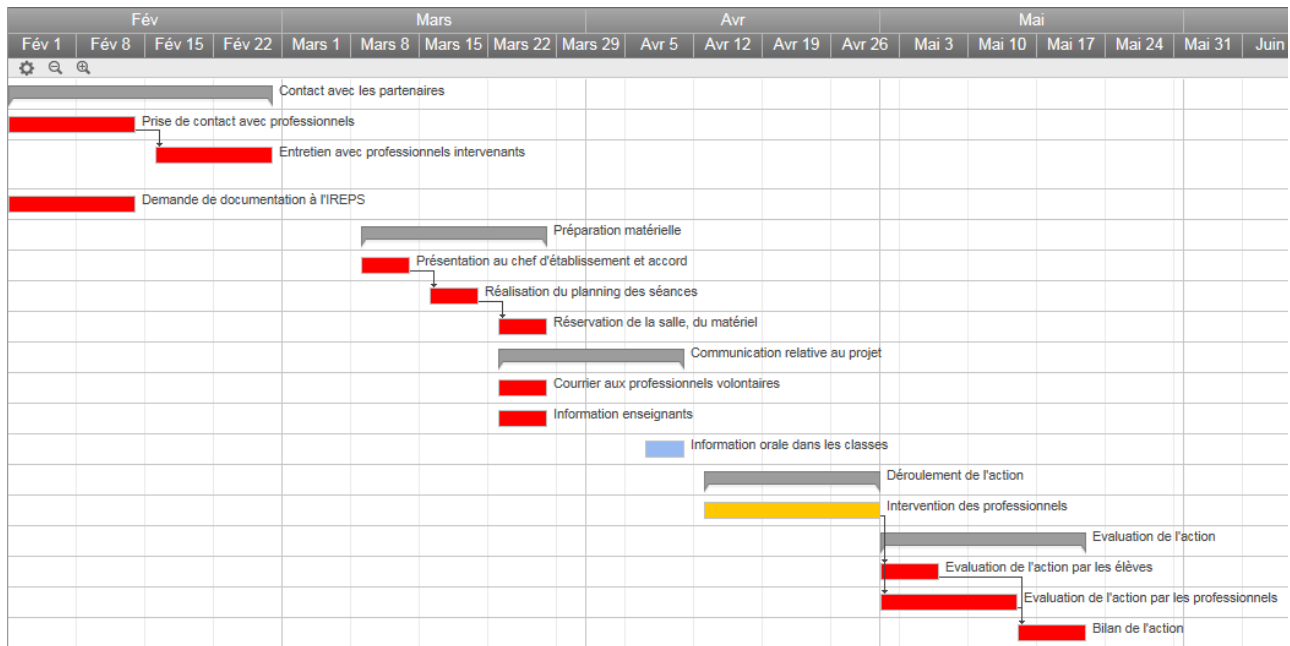 Fév Mars Avr Mai
Fév 1 Fév 8 Fév 15 Fév 22 Mars 1 Mars 8 Mars 15 Mars 22 Mars 29 Avr 5 Avr 12 Avr 19 Avr 26 Mai 3 Mai 10 Mai 17 Mai 24 Mai 31 Juin
Contact avec les partenaires
Prise de contact avec professionnels
Entretien avec professionnels intervenants
Demande de documentation à l'IREPS
Préparation matérielle
Présentation au chef d'établissement et accord
Réalisation du planning des séances
Réservation de la salle, du matériel
Communication relative au projet
Courrier aux professionnels volontaires
Information enseignants
Information orale dans les classes
Déroulement de l'action
Intervention des professionnels
Evaluation de l'action
Evaluation de l'action par les élèves
Evaluation de l'action par les professionnels
Bilan de l'action